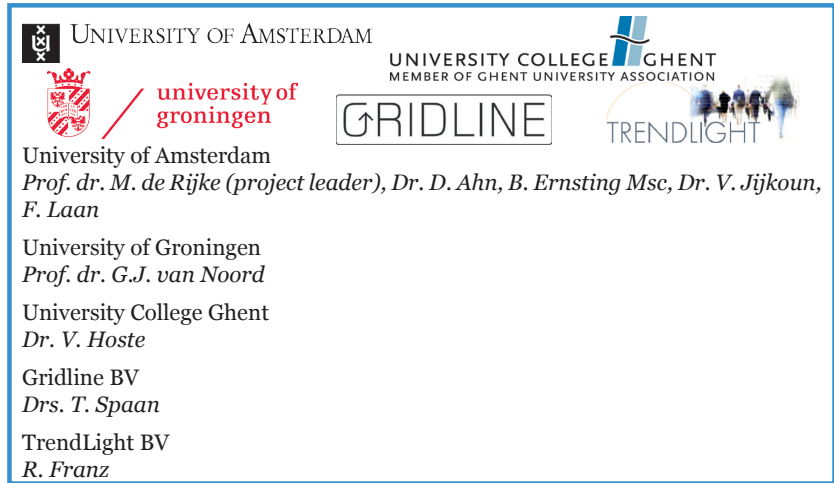 UNIVERSITY OF AMSTERDAM
UNIVERSITY COLLEGE GHENT
MEMBER OF GHENT UNIVERSITY ASSOCIATION
university of
groningen
GRIDLINE
TRENDLIGHT
University of Amsterdam
Prof. dr. M. de Rijke (project leader), Dr. D. Ahn, B. Ernsting Msc, Dr. V. Jijkoun,
F. Laan
University of Groningen
Prof. dr. G.J. van Noord
University College Ghent
Dr. V. Hoste
Gridline BV
Drs. T. Spaan
TrendLight BV
R. Franz